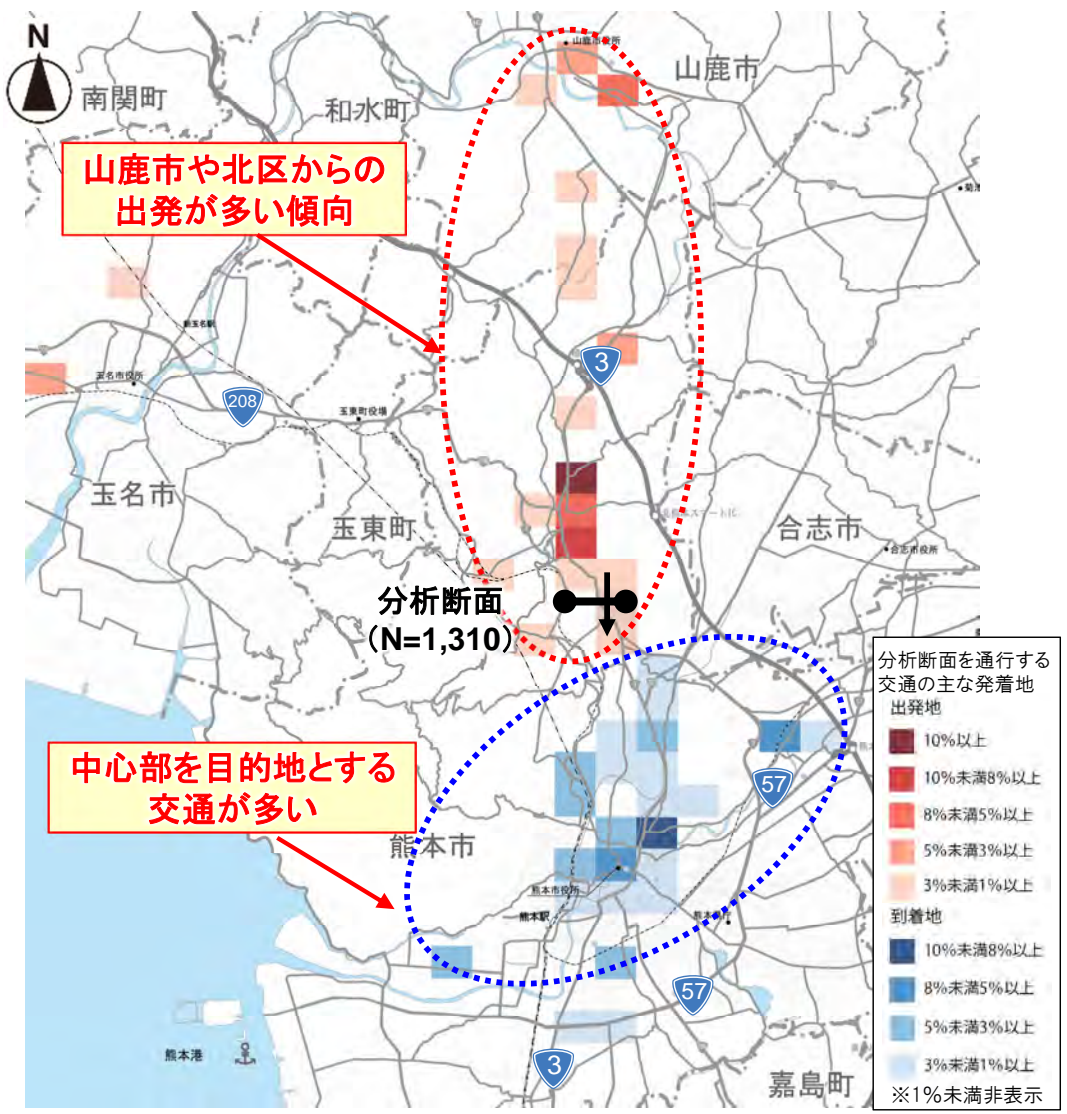 N
山鹿市役所
山鹿市
南関町
和水町
山鹿市や北区からの
出発が多い傾向
菊池
新玉名駅
3
玉名市役所
208
玉東町役場
玉名市
玉東町
合志市
合志市役所
分析断面
（N=1,310）
中心部を目的地とする
交通が多い
57
熊本市
熊本市役所
熊本駅
57
熊本港
3
嘉島町
分析断面を通行する
交通の主な発着地
出発地
10%以上
10%未満8%以上
8%未満5%以上
5%未満3%以上
3%未満1%以上
到着地
10%未満8%以上
8%未満5%以上
5%未満3%以上
3%未満1%以上
※1%未満非表示